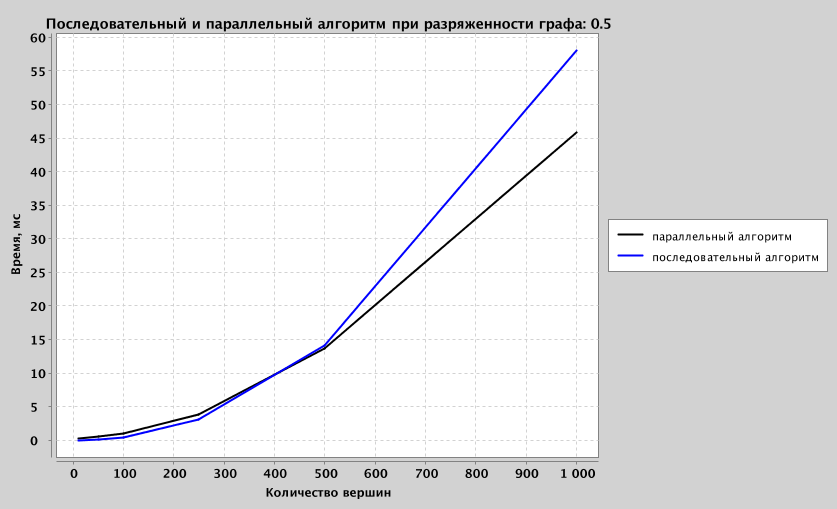 Последовательный и параллельный алгоритм при разряженности графа: 0.5
60
55
50
45
40
35
30
25
20
15
10
5
0
Время, мс
0 100 200 300 400 500 600 700 800 900 1 000
Количество вершин
параллельный алгоритм
последовательный алгоритм